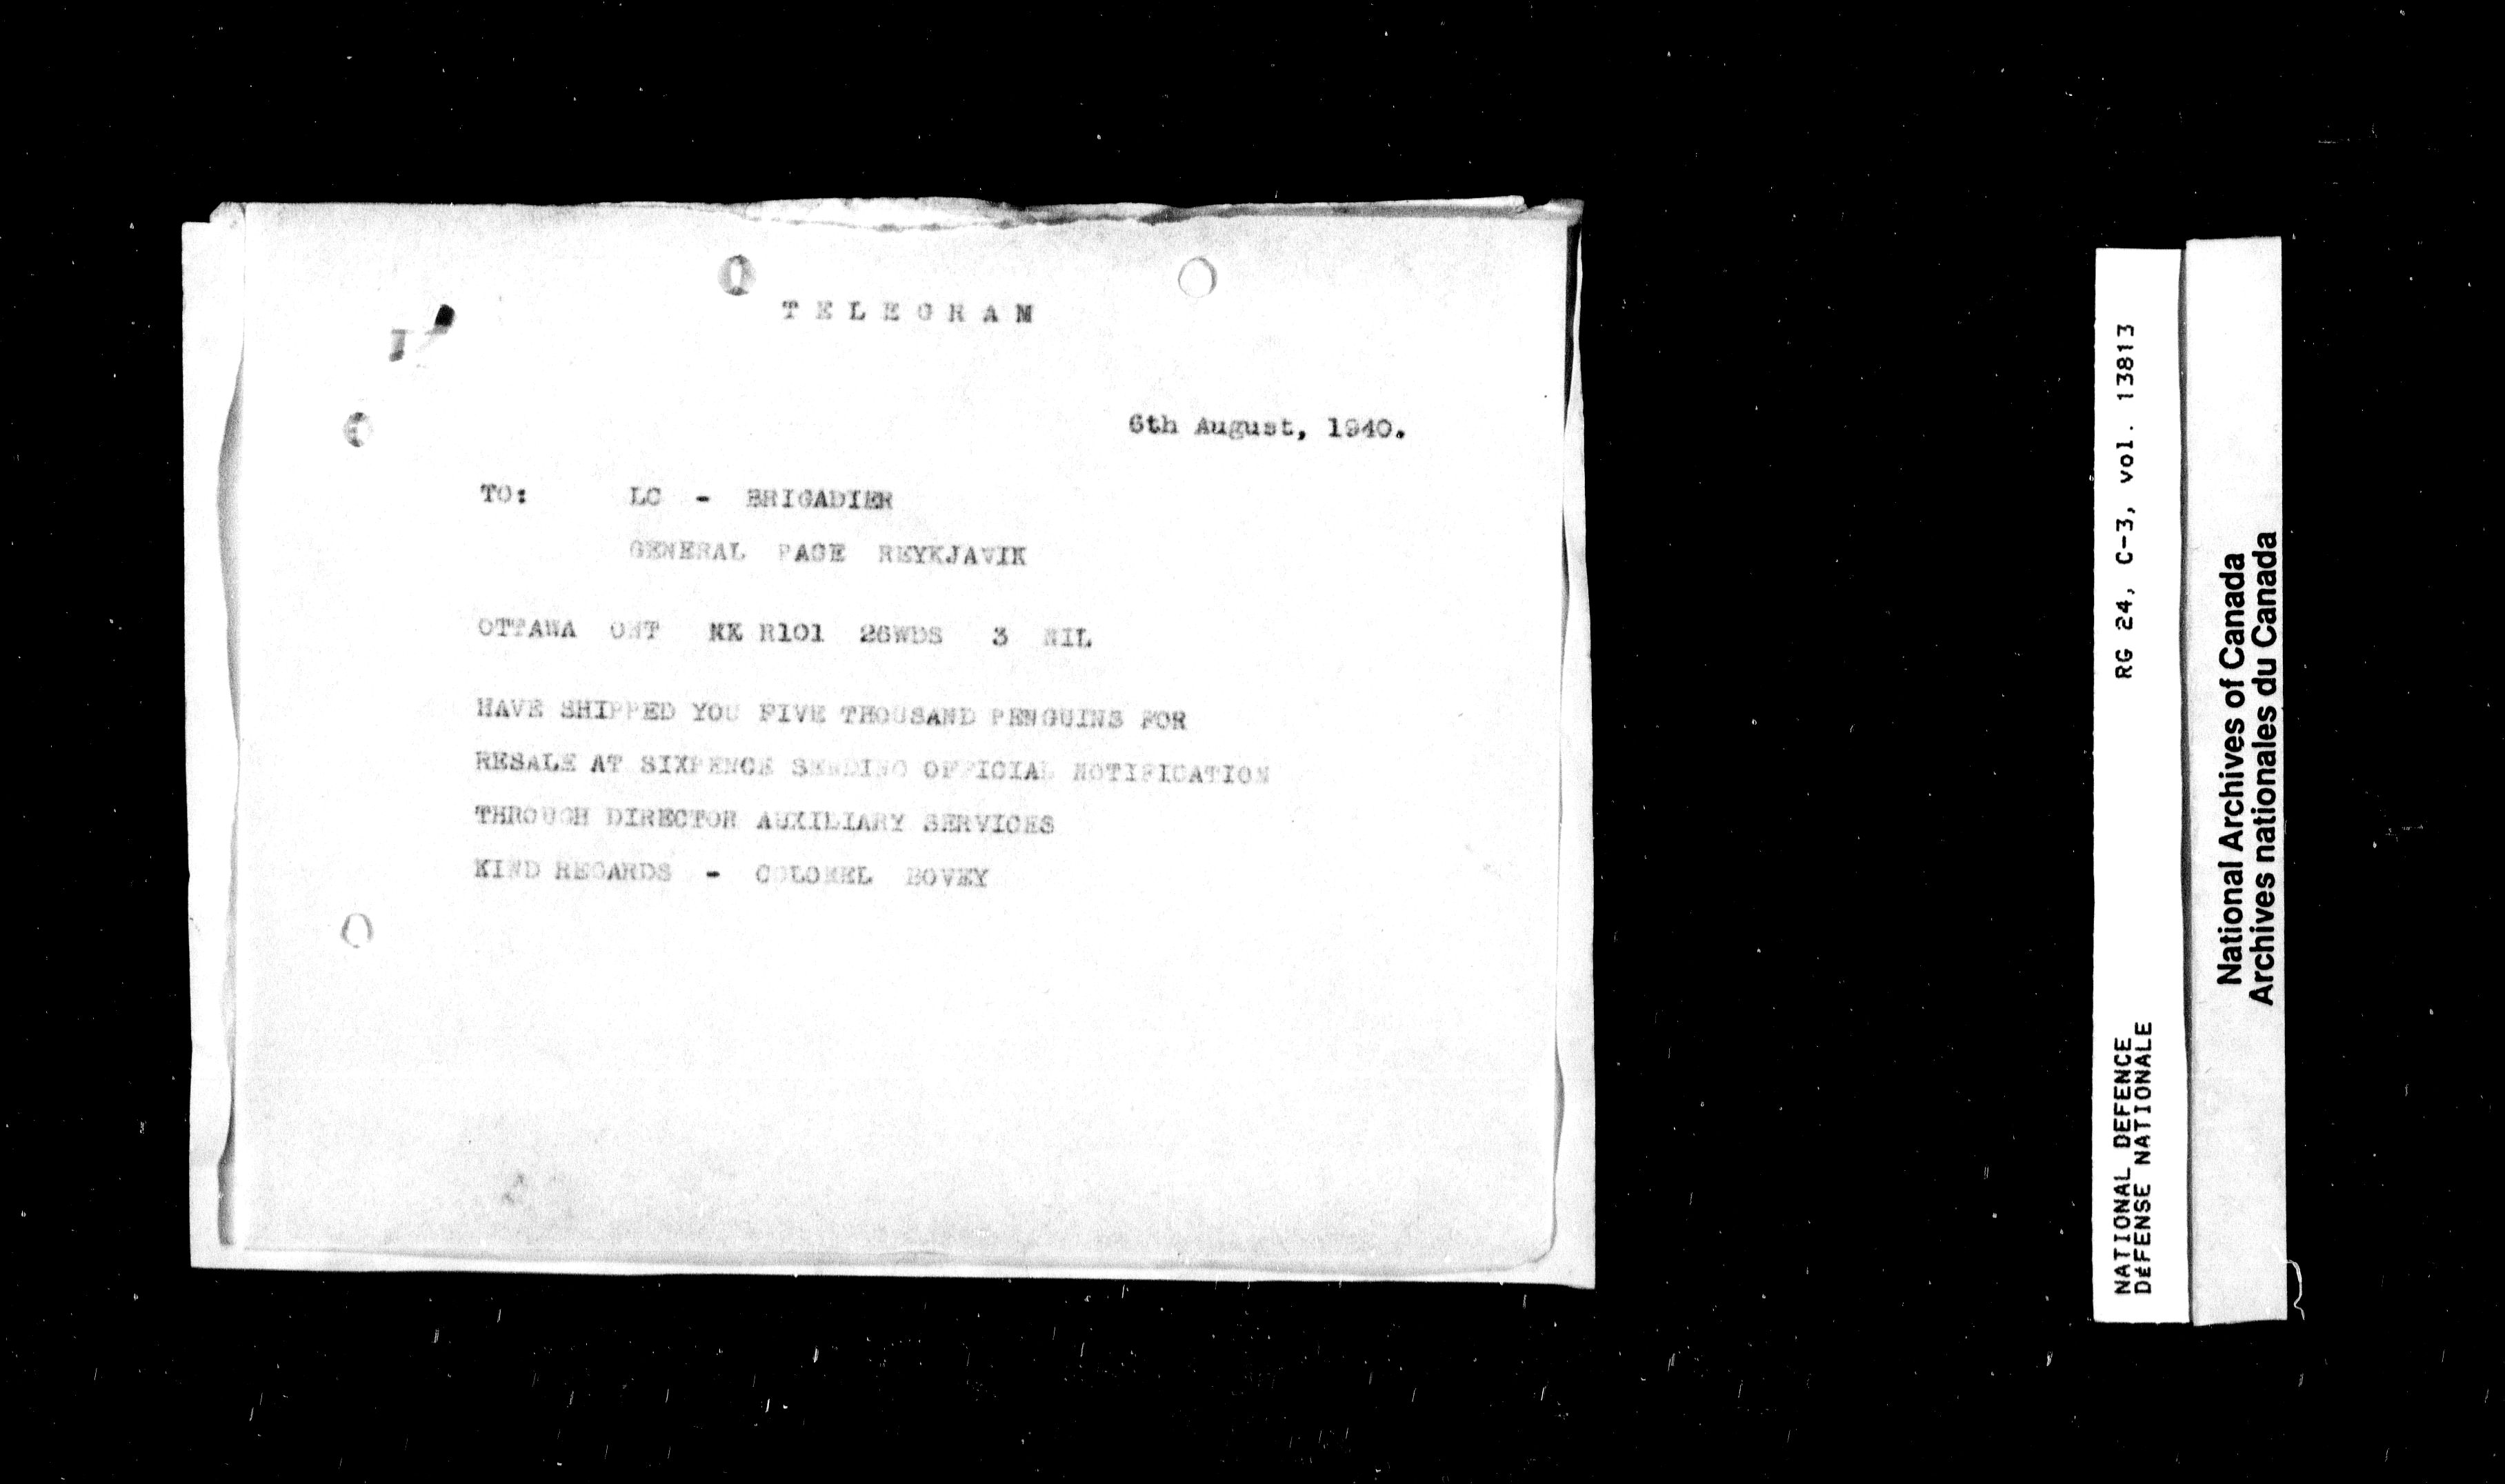 TELEGRAM
6th August, 1940.
TO: LC - BRIGADIER
GENERAL PAGE REYKJAVIK
OTTAWA ONT MK R101 26WDS 3 NIL
HAVE SHIPPED YOU FIVE THOUSAND PENGUINS FOR
RESALE AT SIXPENCE SENDING OFFICIAL NOTIFICATION
THROUGH DIRECTOR AUXILIARY SERVICES
KIND REGARDS - COLONEL BOVEY
NATIONAL DEFENCE RG 24, C-3, vol. 13813
DÉFENSE NATIONALE
National Archives of Canada
Archives nationales du Canada